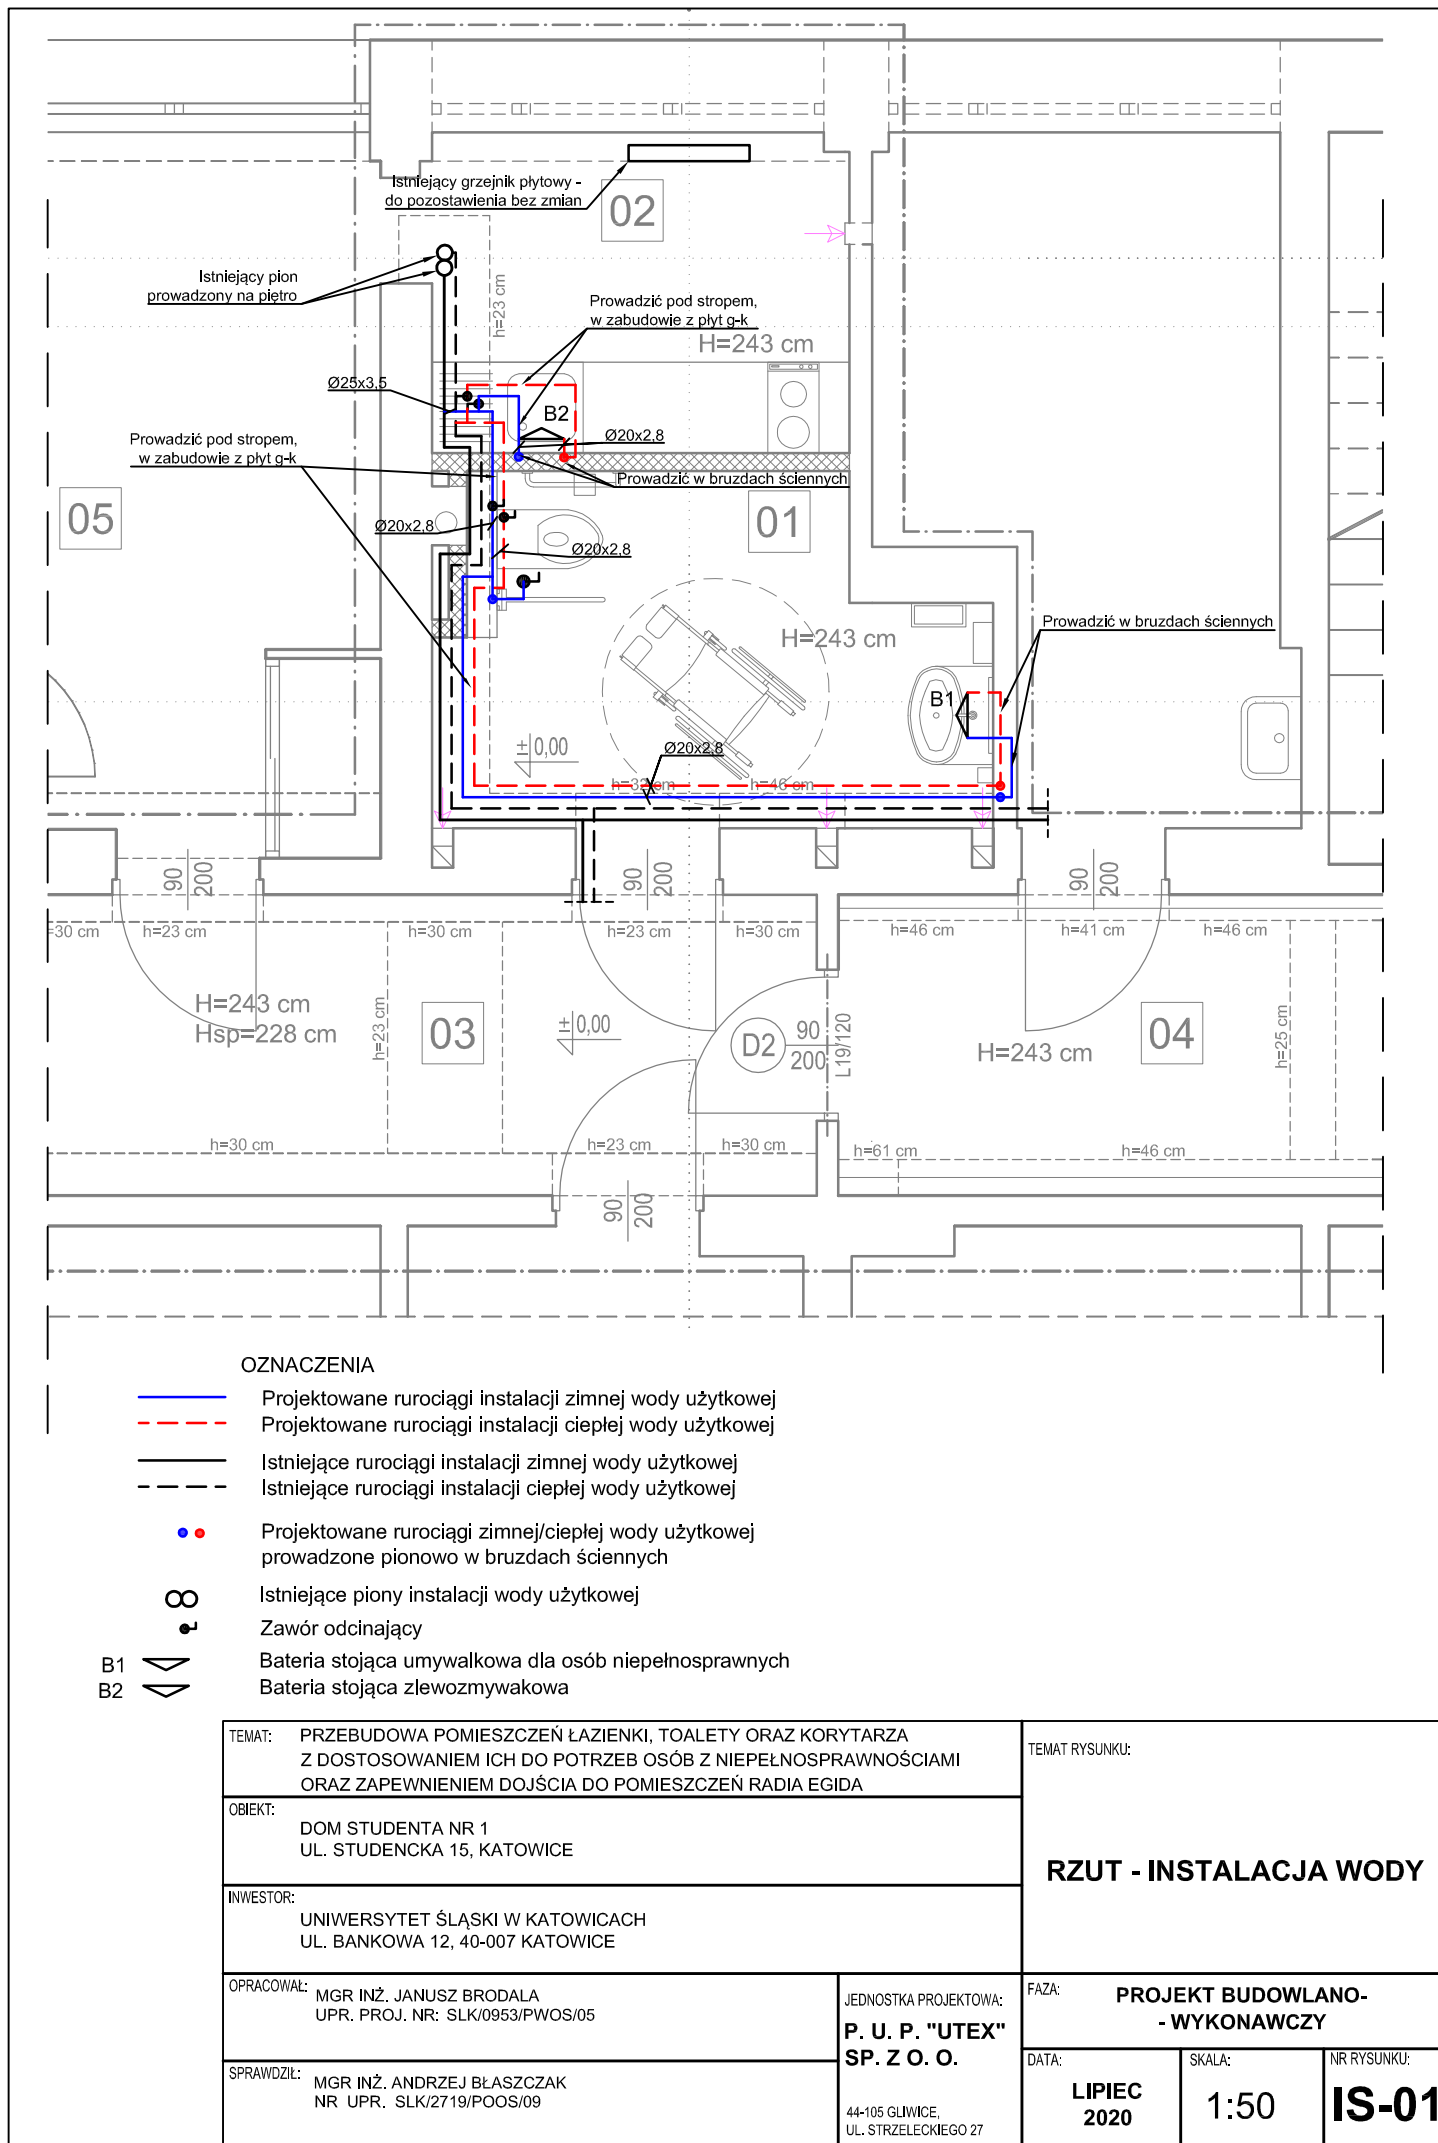 Istniejący grzejnik płytowy -
do pozostawienia bez zmian
02
Istniejący pion
prowadzony na piętro
h=23 cm
Prowadzić pod stropem,
w zabudowie z płyt g-k
H=243 cm
Ø25x3,5
B2
Ø20x2,8
Prowadzić pod stropem,
w zabudowie z płyt g-k
Prowadzić w bruzdach ściennych
05
01
Ø20x2,8
Ø20x2,8
H=243 cm
Prowadzić w bruzdach ściennych
B1
± 0,00
Ø20x2,8
h=32 cm
h=46 cm
90
200
90
200
90
200
=30 cm
h=23 cm
h=30 cm
h=23 cm
h=30 cm
h=46 cm
h=41 cm
h=46 cm
H=243 cm
Hsp=228 cm
h=23 cm
03
± 0,00
D2
90
200
L19/120
H=243 cm
04
h=25 cm
h=30 cm
h=23 cm
h=30 cm
h=61 cm
h=46 cm
90
200
OZNACZENIA
Projektowane rurociągi instalacji zimnej wody użytkowej
Projektowane rurociągi instalacji ciepłej wody użytkowej
Istniejące rurociągi instalacji zimnej wody użytkowej
Istniejące rurociągi instalacji ciepłej wody użytkowej
Projektowane rurociągi zimnej/ciepłej wody użytkowej
prowadzone pionowo w bruzdach ściennych
Istniejące piony instalacji wody użytkowej
Zawór odcinający
B1 Bateria stojąca umywalkowa dla osób niepełnosprawnych
B2 Bateria stojąca zlewozmywakowa
TEMAT: PRZEBUDOWA POMIESZCZEŃ ŁAZIENKI, TOALETY ORAZ KORYTARZA
Z DOSTOSOWANIEM ICH DO POTRZEB OSÓB Z NIEPEŁNOSPRAWNOŚCIAMI
ORAZ ZAPEWNIENIEM DOJŚCIA DO POMIESZCZEŃ RADIA EGIDA
OBIEKT:
DOM STUDENTA NR 1
UL. STUDENCKA 15, KATOWICE
INWESTOR:
UNIWERSYTET ŚLĄSKI W KATOWICACH
UL. BANKOWA 12, 40-007 KATOWICE
TEMAT RYSUNKU:
RZUT - INSTALACJA WODY
OPRACOWAŁ: MGR INŻ. JANUSZ BRODALA
UPR. PROJ. NR: SLK/0953/PWOS/05
SPRAWDZIŁ: MGR INŻ. ANDRZEJ BŁASZCZAK
NR UPR. SLK/2719/POOS/09
JEDNOSTKA PROJEKTOWA:
P. U. P. "UTEX"
SP. Z O. O.
44-105 GLIWICE,
UL. STRZELECKIEGO 27
FAZA: PROJEKT BUDOWLANO-
- WYKONAWCZY
DATA:
LIPIEC
2020
SKALA:
1:50
NR RYSUNKU:
IS-01